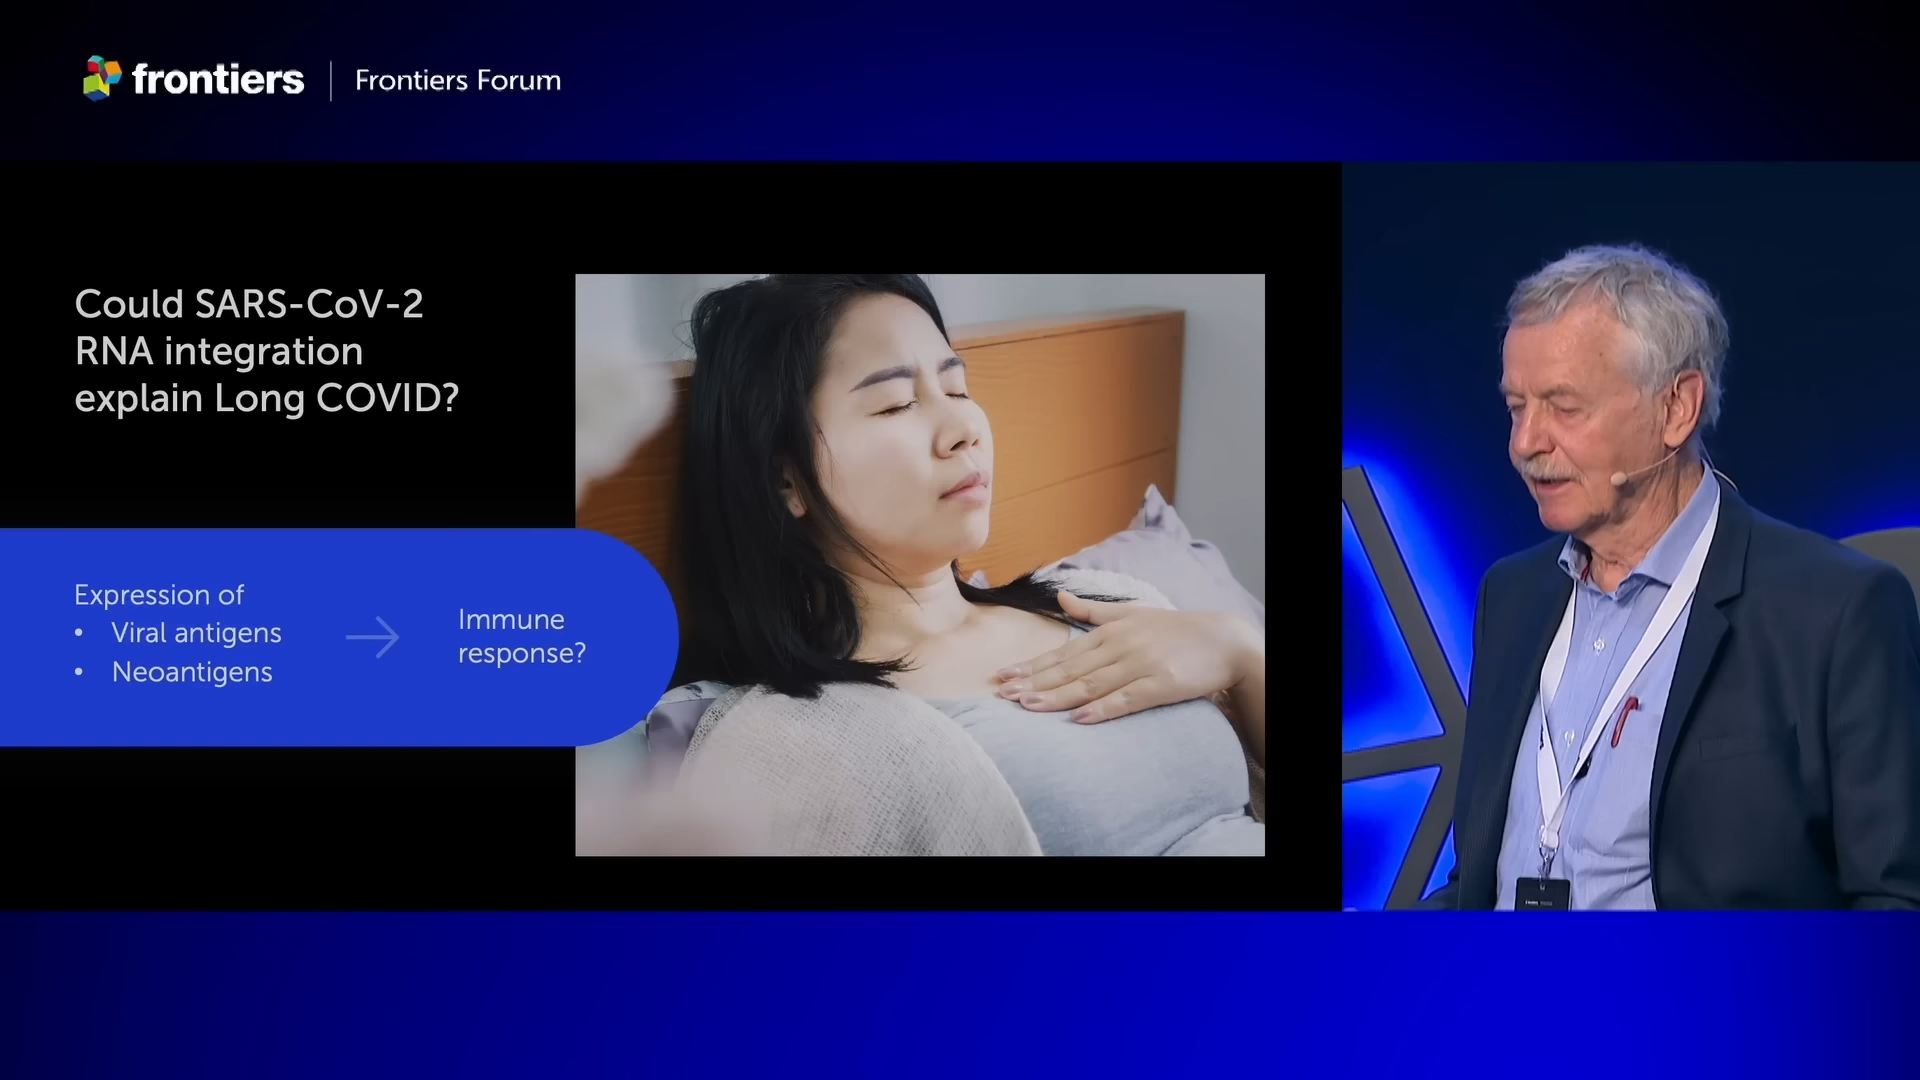 frontiers | Frontiers Forum
Could SARS-CoV-2
RNA integration
explain Long COVID?
Expression of
• Viral antigens
• Neoantigens
Immune
response?